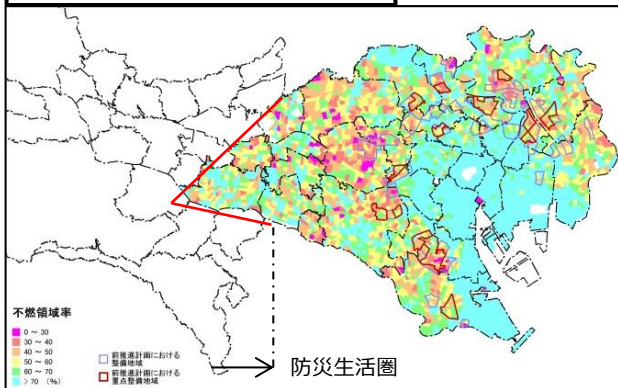 不燃領域率
0 ~ 30
30 ~ 40
40 ~ 50
50 ~ 60
60 ~ 70
> 70 (%)
前推進計画における
整備地域
前推進計画における
重点整備地域
防災生活圏